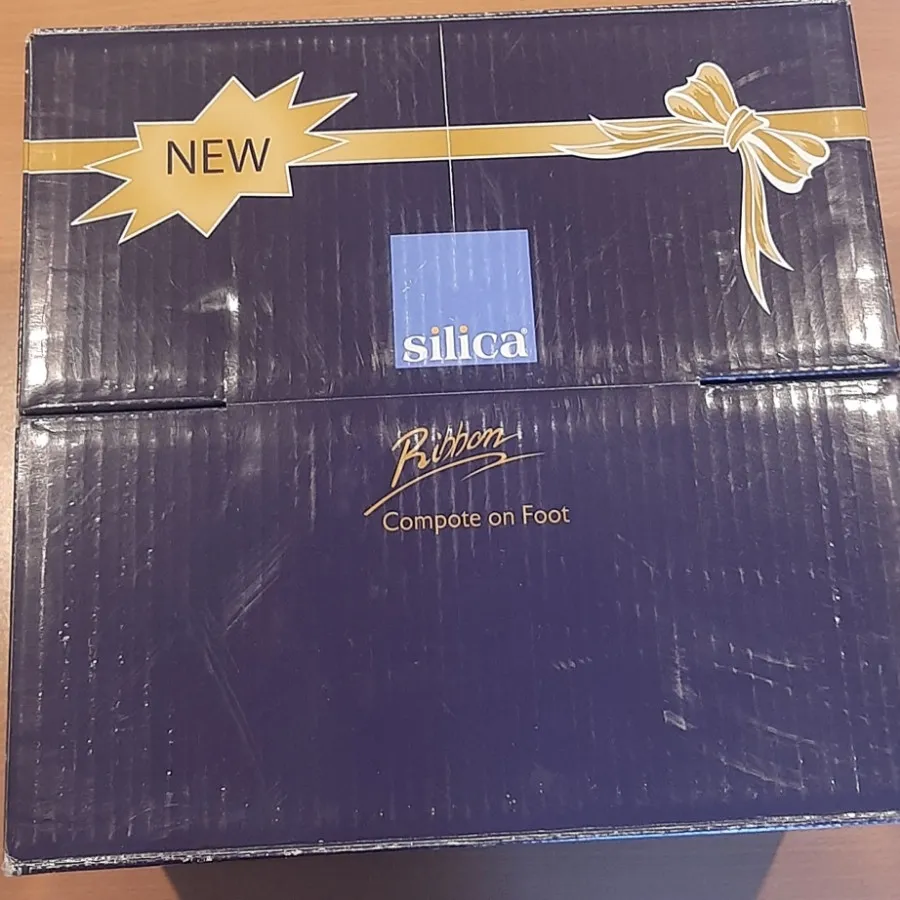 NEW
silica®
Ribbon
Compote on Foot